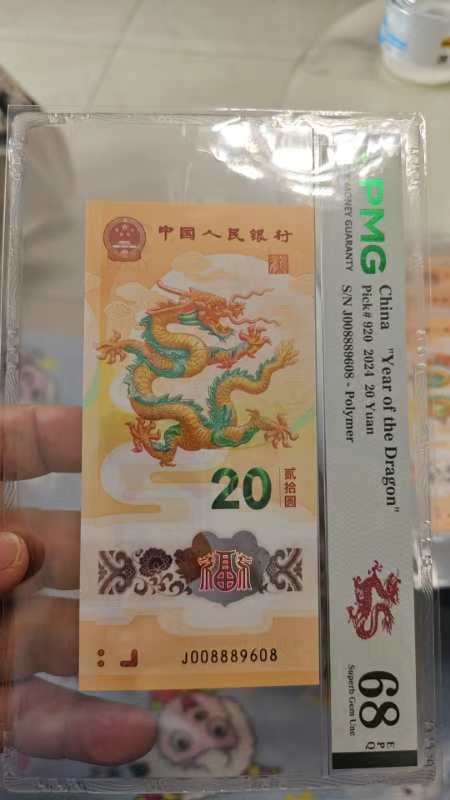 中国人民银行
20
贰拾圆
J008889608
PMG
MONEY GUARANTY
China "Year of the Dragon"
Pick# 920 2024 20 Yuan
S/N J008889608 - Polymer
68 EPQ
Superb Gem Unc